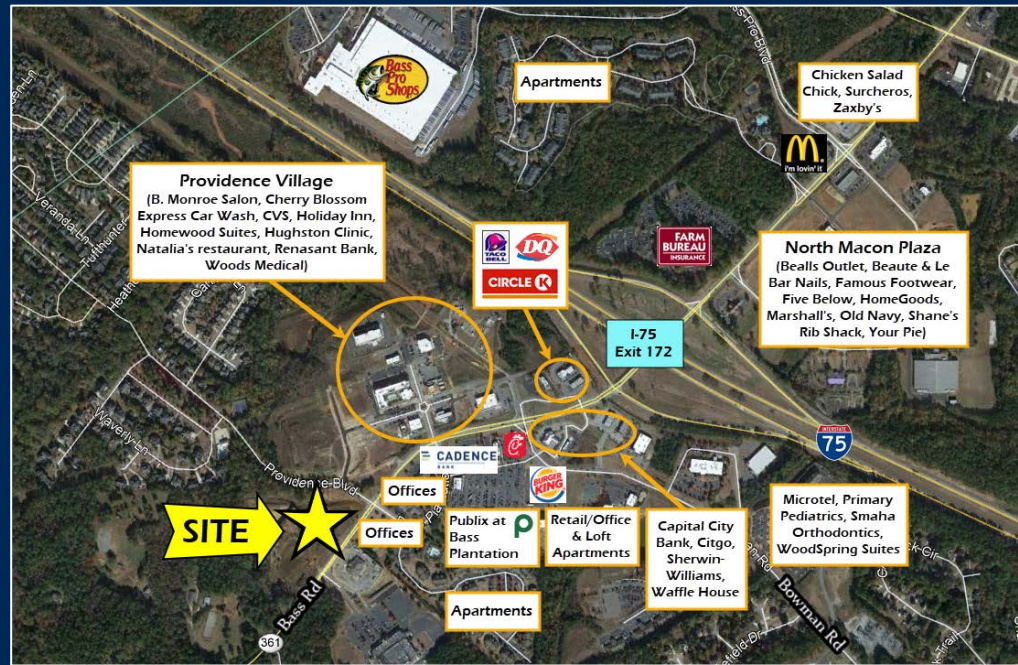 Bass
Pro
Shops
Apartments
Chicken Salad
Chick, Surcheros,
Zaxby's
i'm lovin' it
Providence Village
(B. Monroe Salon, Cherry Blossom
Express Car Wash, CVS, Holiday Inn,
Homewood Suites, Hughston Clinic,
Natalia's restaurant, Renasant Bank,
Woods Medical)
TACO
BELL
DQ
CIRCLE K
FARM
BUREAU
INSURANCE
North Macon Plaza
(Bealls Outlet, Beaute & Le
Bar Nails, Famous Footwear,
Five Below, HomeGoods,
Marshall's, Old Navy, Shane's
Rib Shack, Your Pie)
I-75
Exit 172
INTERSTATE
75
Veranda Ln
Waverly Ln
Providence Blvd
CADENCE
BANK
BURGER
KING
Offices
Offices
SITE
Publix at
Bass
Plantation
Retail/Office
& Loft
Apartments
Capital City
Bank, Citgo,
Sherwin-
Williams,
Waffle House
Microtel, Primary
Pediatrics, Smaha
Orthodontics,
WoodSpring Suites
Apartments
Bass Rd
361
Bowman Rd